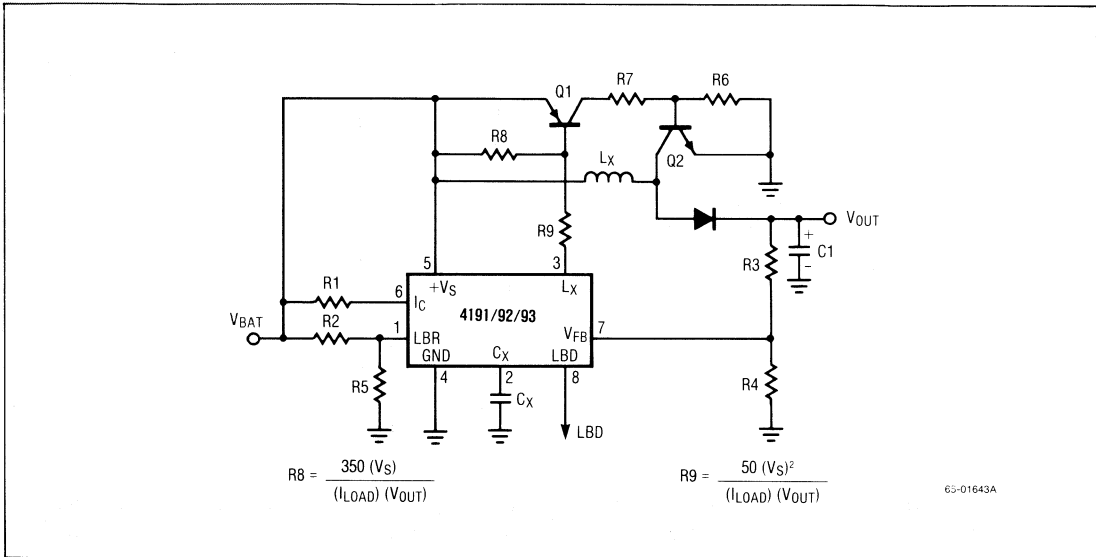 Q1
R7
R6
R8
Q2
LX
R9
VOUT
+
C1
-
R3
5
3
+VS
LX
R1
6
IC
4191/92/93
VBAT
R2
1
LBR
VFB
7
GND
CX
LBD
R5
4
2
8
R4
CX
LBD
R8 = 350 (VS) / (ILOAD) (VOUT)
R9 = 50 (VS)² / (ILOAD) (VOUT)
65-01643A